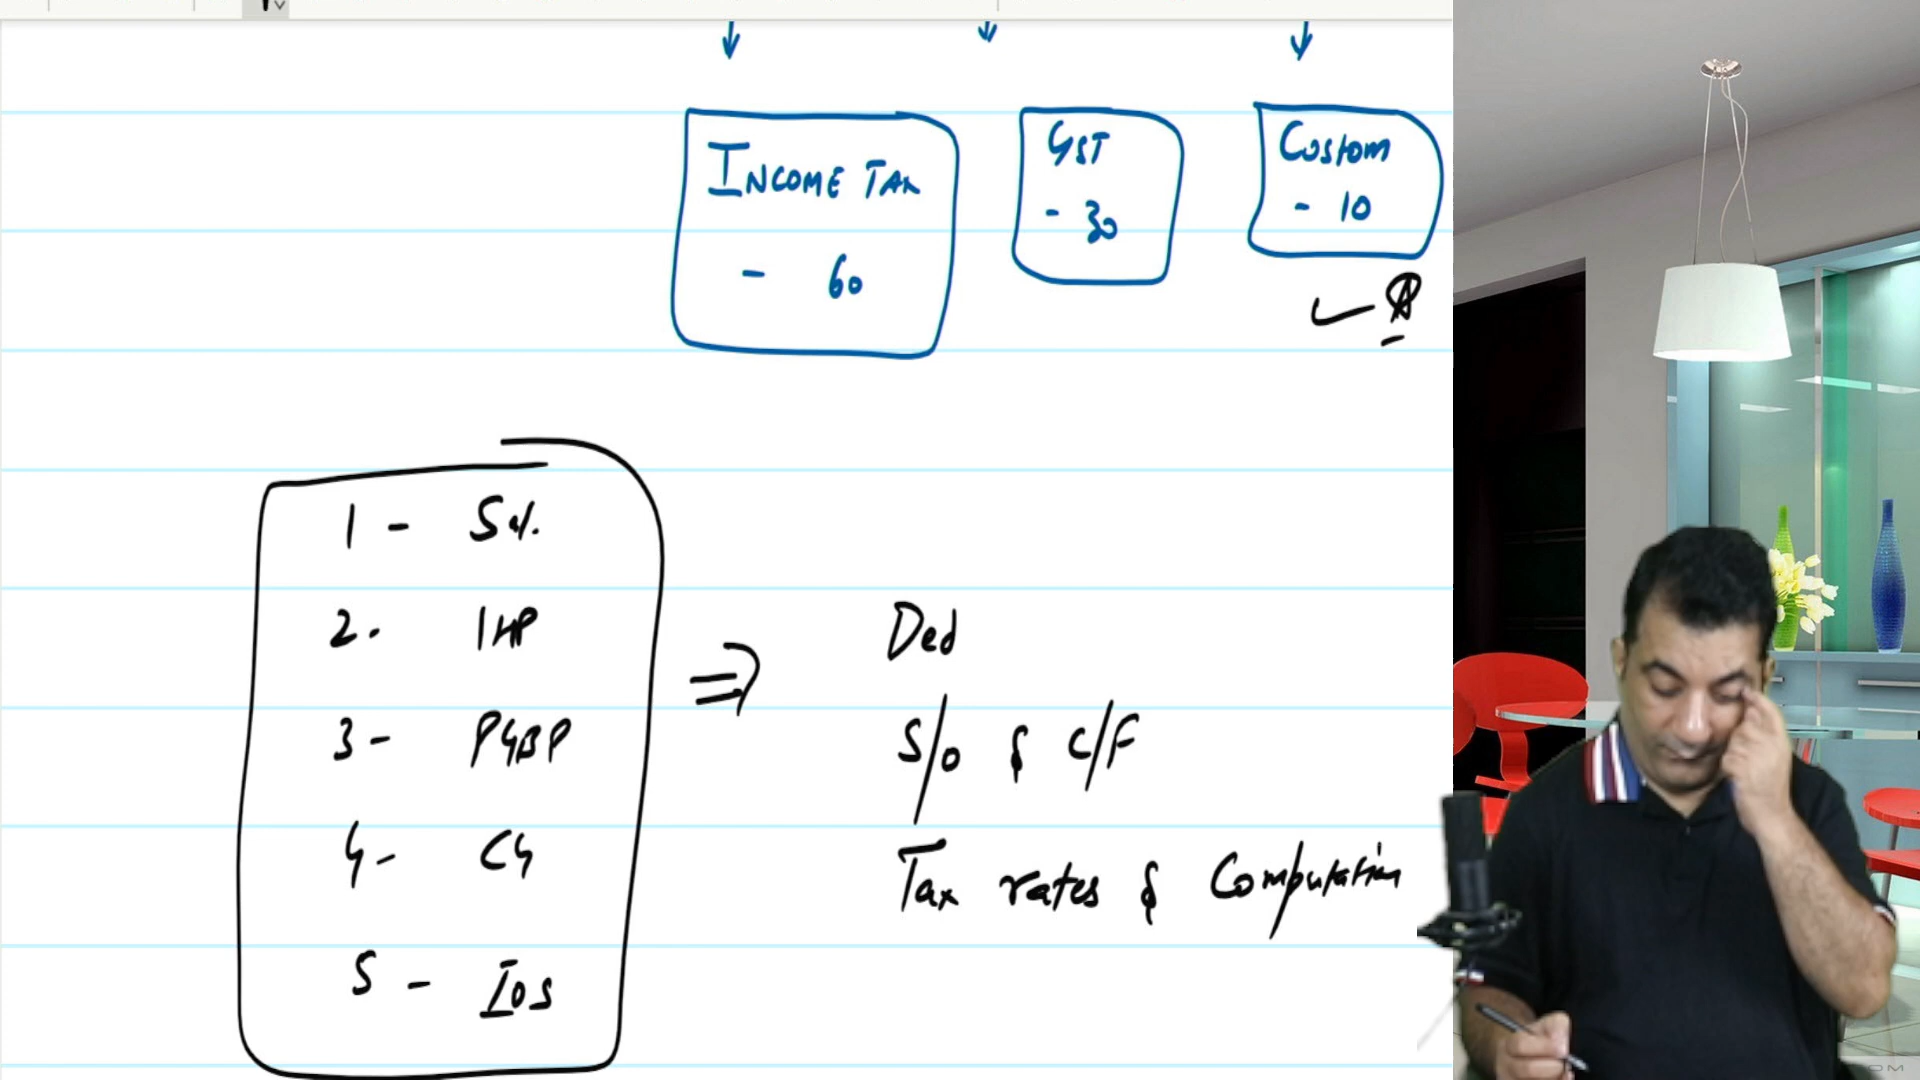 INCOME TAX
- 60
GST
- 30
Custom
- 10
1 - Sal.
2. IHP
3 - PGBP
4 - CG
5 - IOS
⇒
Ded
S/o & C/F
Tax rates & Computation